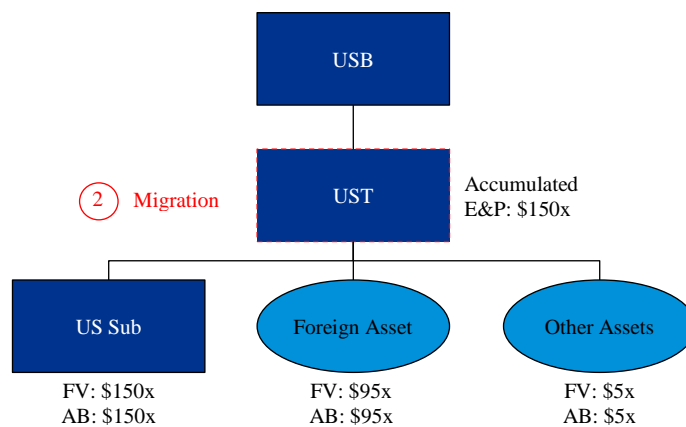 USB
UST
Accumulated
E&P: $150x
2 Migration
US Sub
Foreign Asset
Other Assets
FV: $150x
AB: $150x
FV: $95x
AB: $95x
FV: $5x
AB: $5x